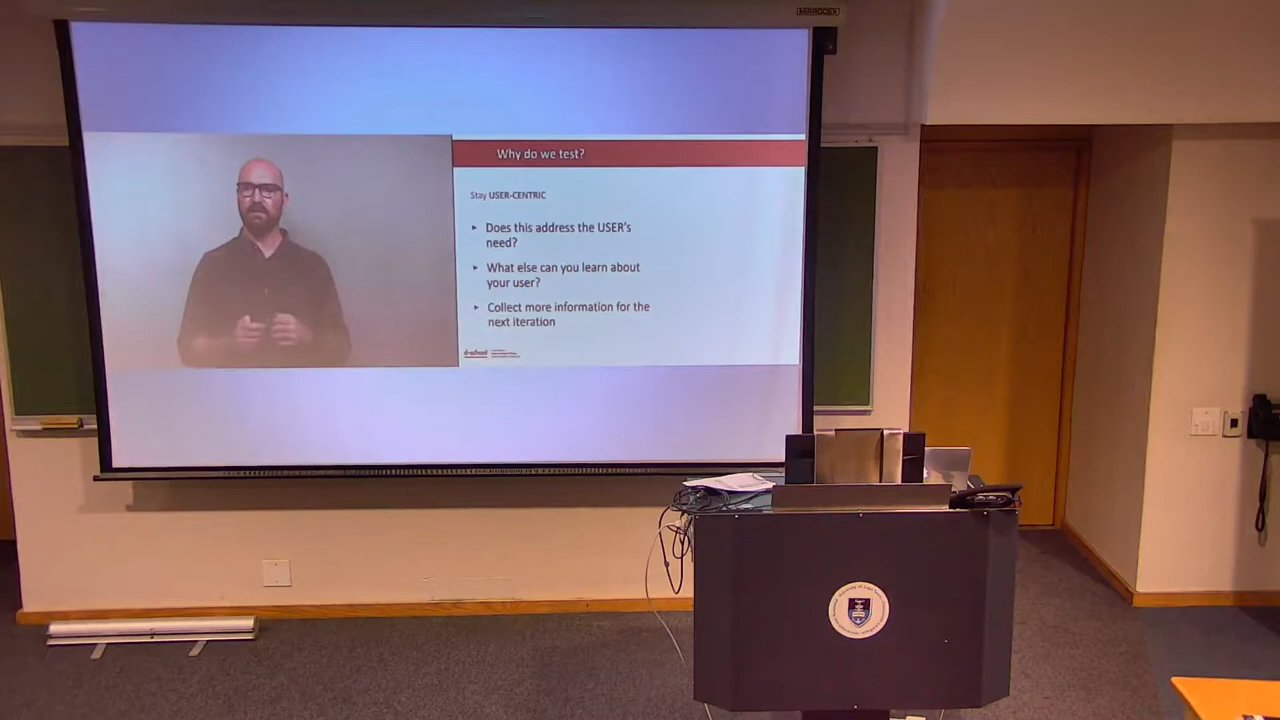 Why do we test?
Stay USER-CENTRIC
▸ Does this address the USER's
need?
▸ What else can you learn about
your user?
▸ Collect more information for the
next iteration
d-school